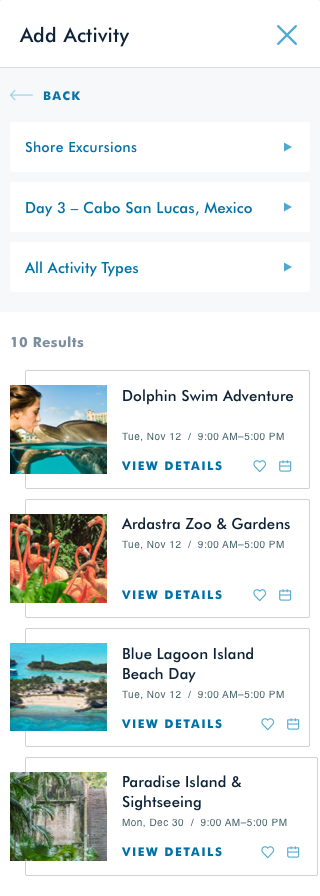 Add Activity
BACK
Shore Excursions
Day 3 – Cabo San Lucas, Mexico
All Activity Types
10 Results
Dolphin Swim Adventure
Tue, Nov 12 / 9:00 AM–5:00 PM
VIEW DETAILS
Ardastra Zoo & Gardens
Tue, Nov 12 / 9:00 AM–5:00 PM
VIEW DETAILS
Blue Lagoon Island
Beach Day
Tue, Nov 12 / 9:00 AM–5:00 PM
VIEW DETAILS
Paradise Island &
Sightseeing
Mon, Dec 30 / 9:00 AM–5:00 PM
VIEW DETAILS